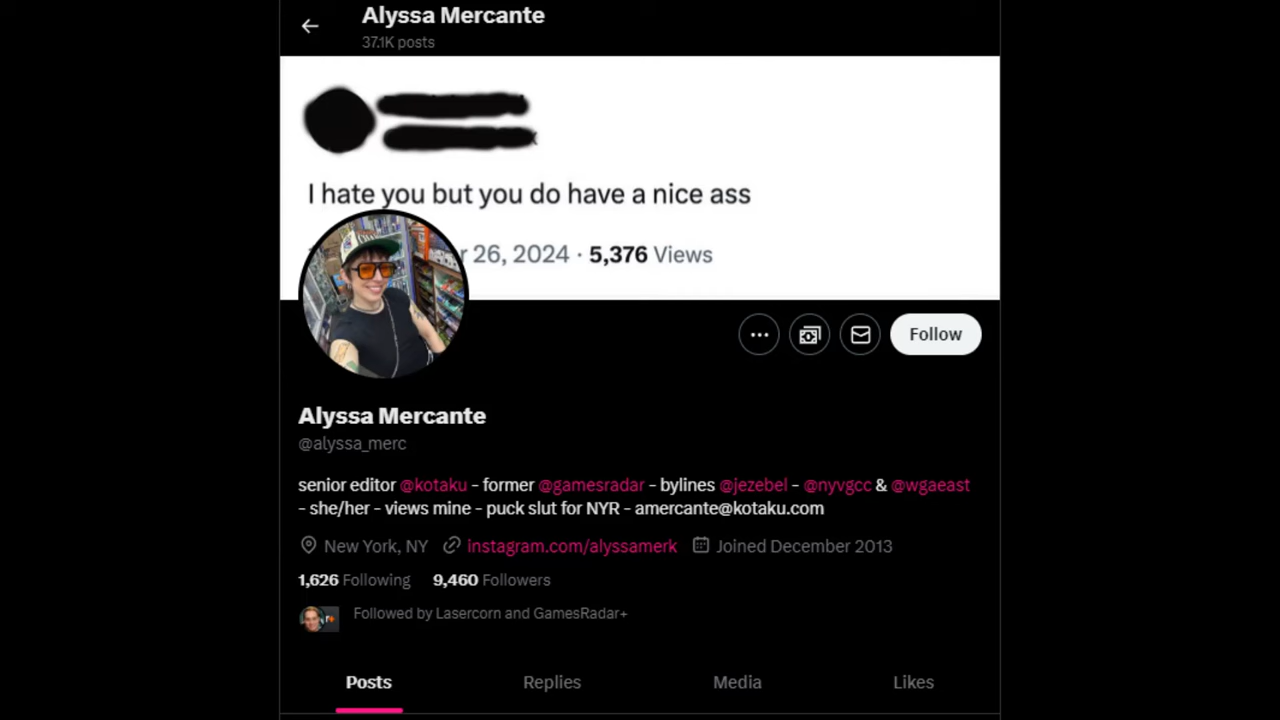 Alyssa Mercante
37.1K posts
I hate you but you do have a nice ass
26, 2024 · 5,376 Views
Follow
Alyssa Mercante
@alyssa_merc
senior editor @kotaku - former @gamesradar - bylines @jezebel - @nyvgcc & @wgaeast
- she/her - views mine - puck slut for NYR - amercante@kotaku.com
New York, NY instagram.com/alyssamerk Joined December 2013
1,626 Following 9,460 Followers
Followed by Lasercorn and GamesRadar+
Posts Replies Media Likes